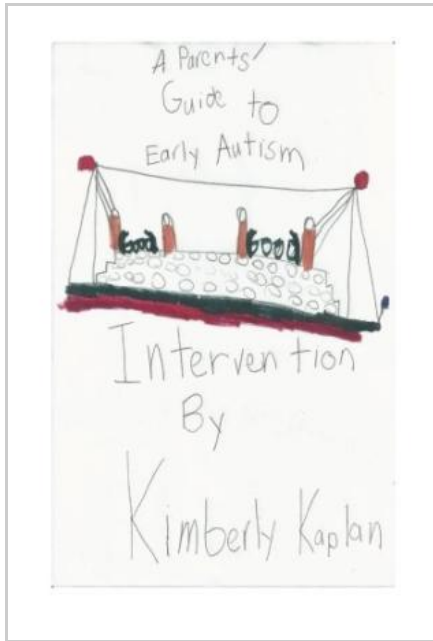 A Parents'
Guide to
Early Autism
Good Good
Intervention
By
Kimberly Kaplan